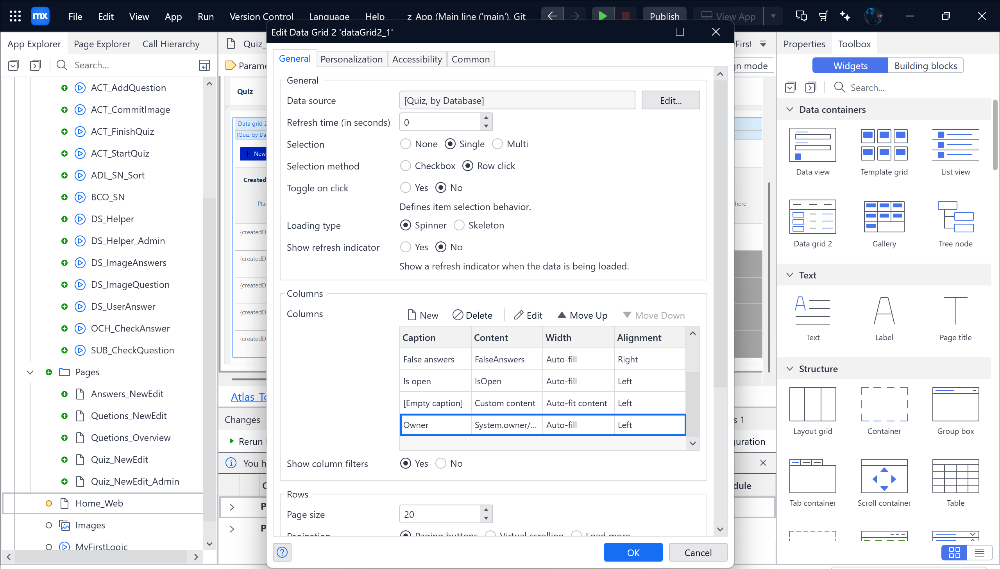 mx File Edit View App Run Version Control Language Help z App (Main line ('main'), Git Publish View App
App Explorer Page Explorer Call Hierarchy
Search...
ACT_AddQuestion
ACT_CommitImage
ACT_FinishQuiz
ACT_StartQuiz
ADL_SN_Sort
BCO_SN
DS_Helper
DS_Helper_Admin
DS_ImageAnswers
DS_ImageQuestion
DS_UserAnswer
OCH_CheckAnswer
SUB_CheckQuestion
Pages
Answers_NewEdit
Quetions_NewEdit
Quetions_Overview
Quiz_NewEdit
Quiz_NewEdit_Admin
Home_Web
Images
MyFirstLogic
Quiz_
Parame
Quiz
Data grid 2
[Quiz, by Da
New
Created
Plac
{createdD
{createdD
{createdD
{createdD
{createdD
Atlas_To
Changes
Rerun
You h
Edit Data Grid 2 'dataGrid2_1'
General Personalization Accessibility Common
General
Data source [Quiz, by Database] Edit...
Refresh time (in seconds) 0
Selection None Single Multi
Selection method Checkbox Row click
Toggle on click Yes No
Defines item selection behavior.
Loading type Spinner Skeleton
Show refresh indicator Yes No
Show a refresh indicator when the data is being loaded.
Columns
Columns New Delete Edit Move Up Move Down
Caption Content Width Alignment
False answers FalseAnswers Auto-fill Right
Is open IsOpen Auto-fill Left
[Empty caption] Custom content Auto-fit content Left
Owner System.owner/... Auto-fill Left
Show column filters Yes No
Rows
Page size 20
Pagination Paging buttons Virtual scrolling Load more
OK Cancel
gn mode
here
s 1
guration
dule
Properties Toolbox
Widgets Building blocks
Search...
Data containers
Data view Template grid List view
Data grid 2 Gallery Tree node
Text
Text Label Page title
Structure
Layout grid Container Group box
Tab container Scroll container Table